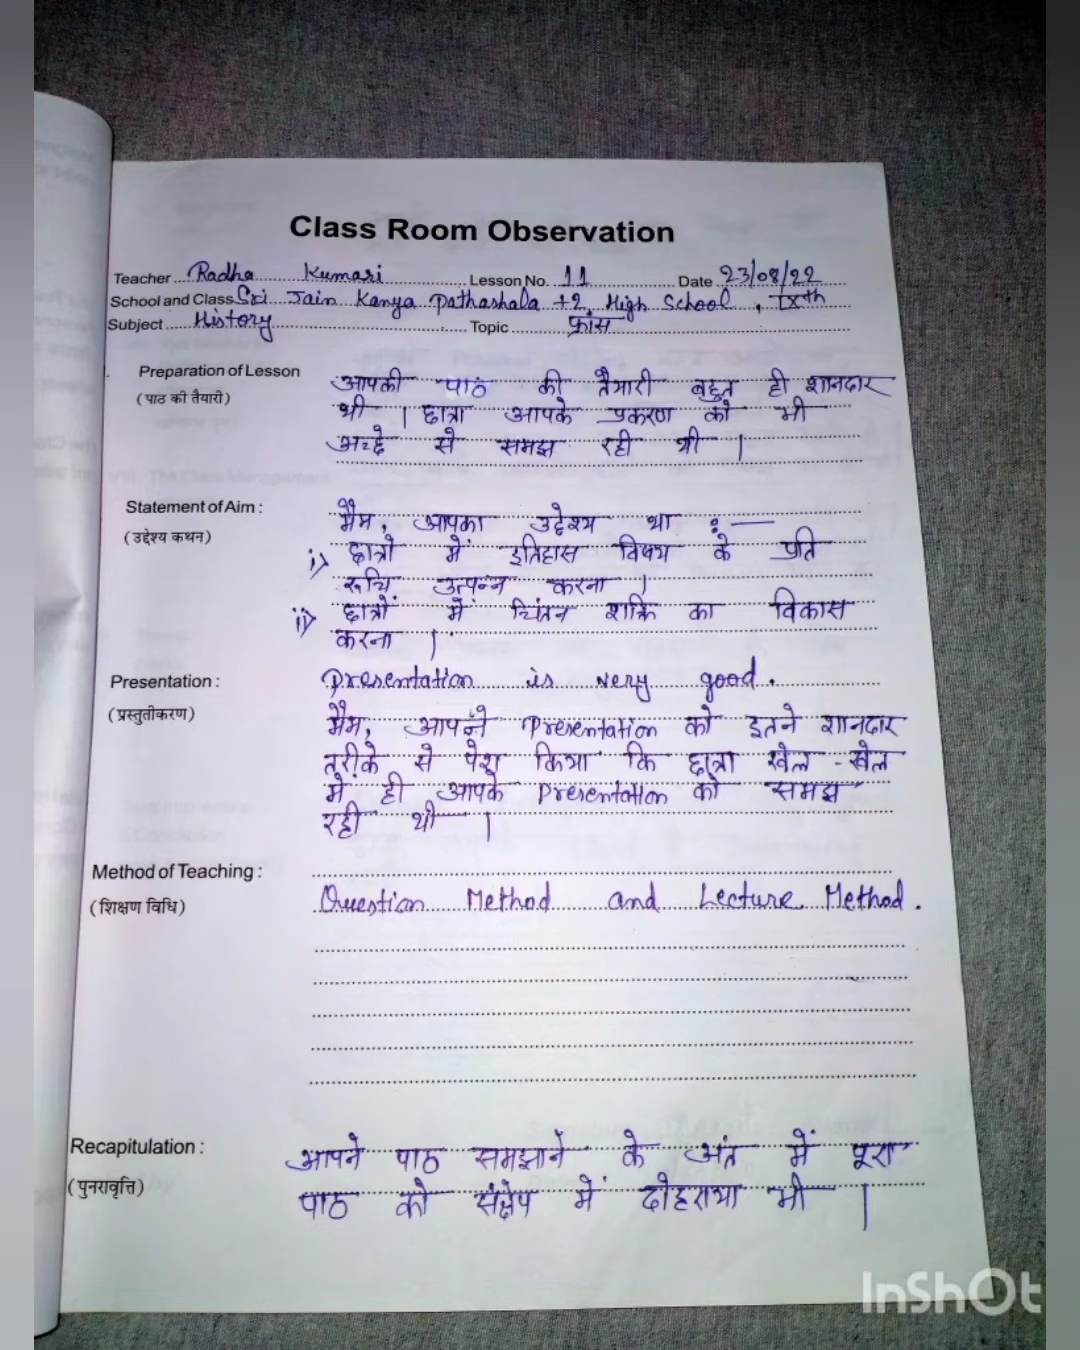 Class Room Observation
Teacher Radha Kumari Lesson No. 11 Date 23/08/22
School and Class Sri Jain Kanya Pathashala +2 High School, IXth
Subject History Topic फ्रांस
Preparation of Lesson आपकी पाठ की तैयारी बहुत ही शानदार
(पाठ की तैयारी) थी । छात्रा आपके प्रकरण को भी
अच्छे से समझ रही थी ।
Statement of Aim : मैम, आपका उद्देश्य था :—
(उद्देश्य कथन) i) छात्रों में इतिहास विषय के प्रति
रूचि उत्पन्न करना ।
ii) छात्रों में चिंतन शक्ति का विकास
करना ।
Presentation : Presentation is very good.
(प्रस्तुतीकरण) मैम, आपने Presentation को इतने शानदार
तरीके से पेश किया कि छात्रा खेल - खेल
में ही आपके Presentation को समझ
रही थी ।
Method of Teaching :
(शिक्षण विधि) Question Method and Lecture Method.
Recapitulation : आपने पाठ समझाने के अंत में पूरा
(पुनरावृत्ति) पाठ को संक्षेप में दोहराया भी ।
InShOt